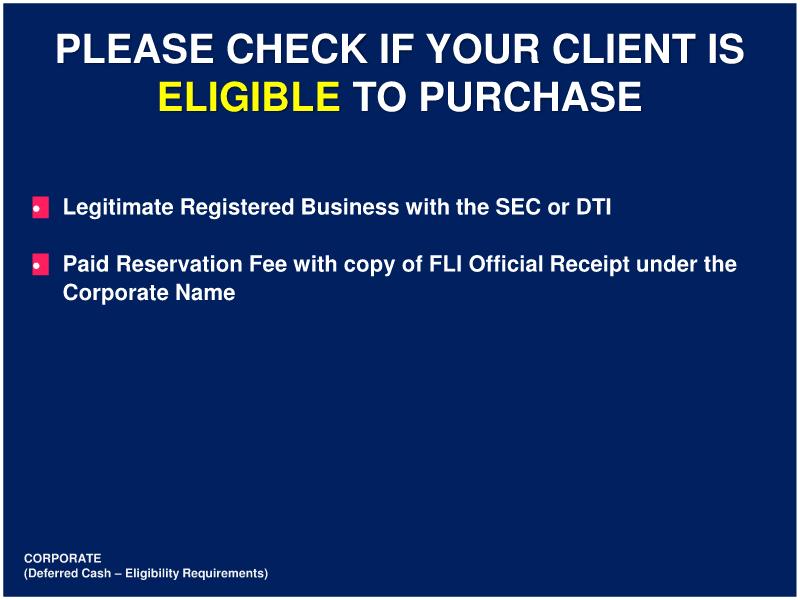 PLEASE CHECK IF YOUR CLIENT IS
ELIGIBLE TO PURCHASE
• Legitimate Registered Business with the SEC or DTI
• Paid Reservation Fee with copy of FLI Official Receipt under the
Corporate Name
CORPORATE
(Deferred Cash – Eligibility Requirements)